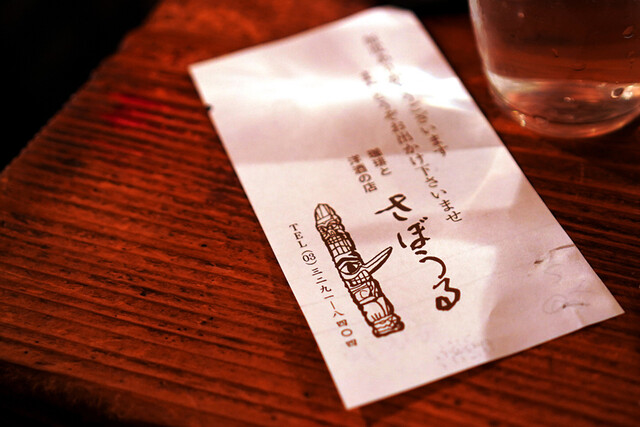 うございます
またどうぞお出かけ下さいませ
珈琲と
洋酒の店
さぼうる
TEL(03)三二九一ー八四〇四